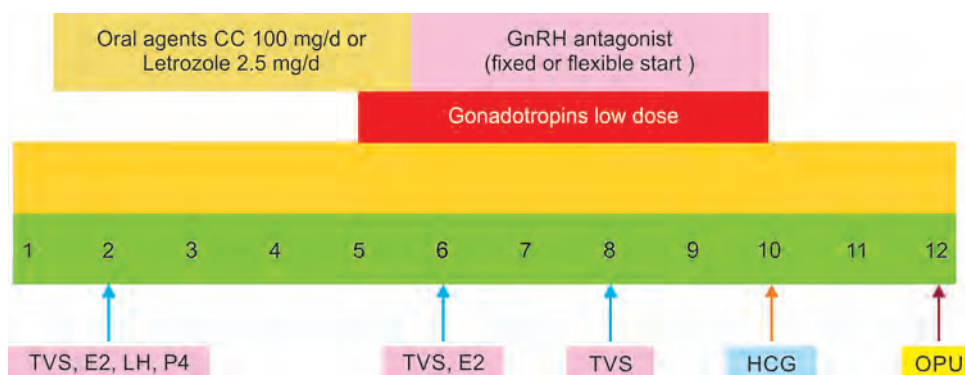 Oral agents CC 100 mg/d or
Letrozole 2.5 mg/d
GnRH antagonist
(fixed or flexible start )
Gonadotropins low dose
1 2 3 4 5 6 7 8 9 10 11 12
TVS, E2, LH, P4
TVS, E2
TVS
HCG
OPU